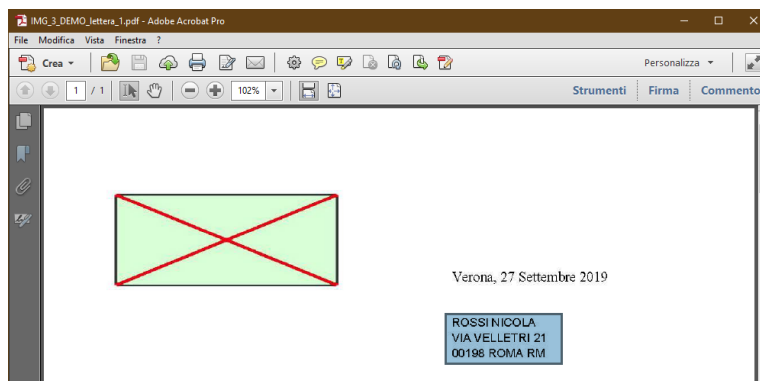 IMG_3_DEMO_lettera_1.pdf - Adobe Acrobat Pro
File Modifica Vista Finestra ?
Crea Personalizza
1 / 1 102% Strumenti Firma Commento
Verona, 27 Settembre 2019
ROSSI NICOLA
VIA VELLETRI 21
00198 ROMA RM